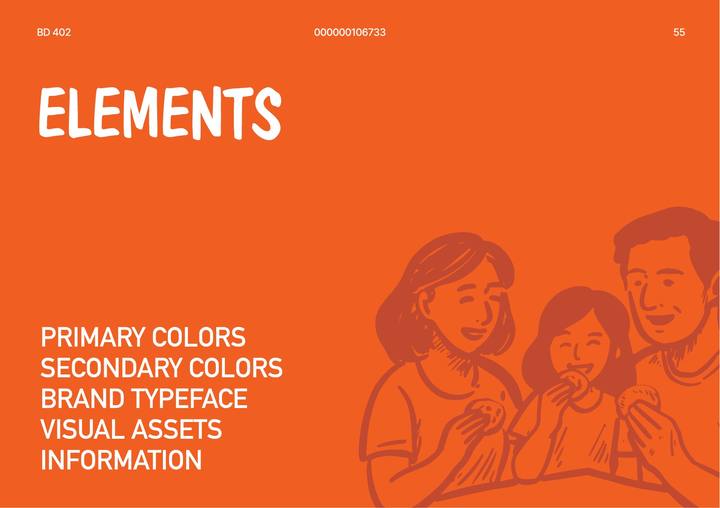 BD 402
000000106733
55
ELEMENTS
PRIMARY COLORS
SECONDARY COLORS
BRAND TYPEFACE
VISUAL ASSETS
INFORMATION